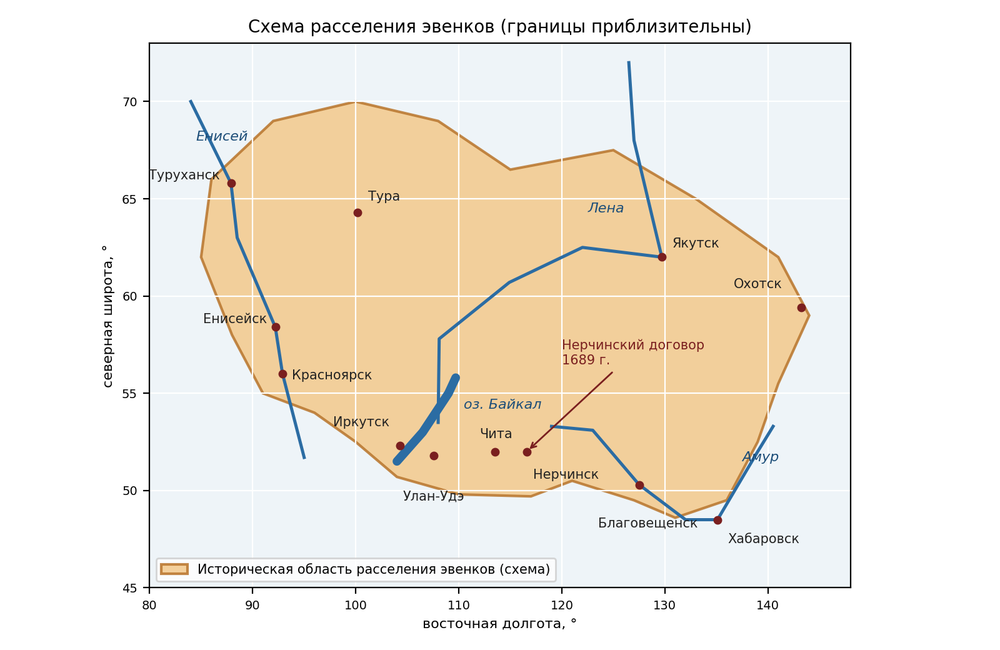 Схема расселения эвенков (границы приблизительны)
70
Енисей
Туруханск
Тура
65
Лена
Якутск
Охотск
60
Енисейск
Нерчинский договор
1689 г.
Красноярск
55
оз. Байкал
Иркутск
Чита
Амур
Нерчинск
50
Улан-Удэ
Благовещенск
Хабаровск
Историческая область расселения эвенков (схема)
45
80 90 100 110 120 130 140
восточная долгота, °
северная широта, °